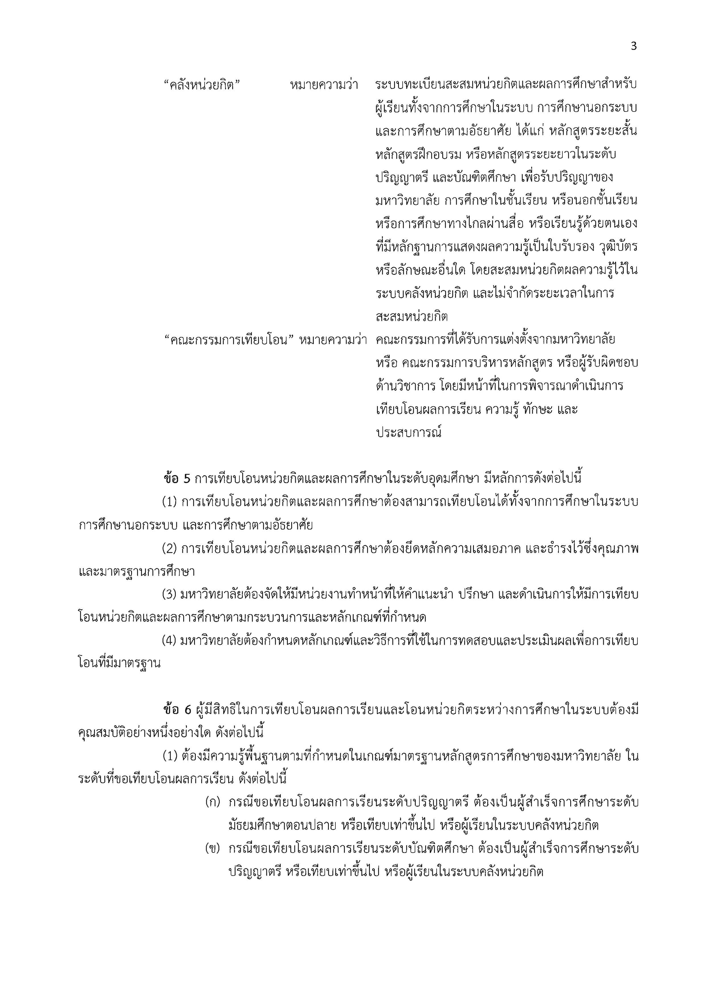 3
“คลังหน่วยกิต” หมายความว่า ระบบทะเบียนสะสมหน่วยกิตและผลการศึกษาสำหรับ
ผู้เรียนทั้งจากการศึกษาในระบบ การศึกษานอกระบบ
และการศึกษาตามอัธยาศัย ได้แก่ หลักสูตรระยะสั้น
หลักสูตรฝึกอบรม หรือหลักสูตรระยะยาวในระดับ
ปริญญาตรี และบัณฑิตศึกษา เพื่อรับปริญญาของ
มหาวิทยาลัย การศึกษาในชั้นเรียน หรือนอกชั้นเรียน
หรือการศึกษาทางไกลผ่านสื่อ หรือเรียนรู้ด้วยตนเอง
ที่มีหลักฐานการแสดงผลความรู้เป็นใบรับรอง วุฒิบัตร
หรือลักษณะอื่นใด โดยสะสมหน่วยกิตผลความรู้ไว้ใน
ระบบคลังหน่วยกิต และไม่จำกัดระยะเวลาในการ
สะสมหน่วยกิต
“คณะกรรมการเทียบโอน” หมายความว่า คณะกรรมการที่ได้รับการแต่งตั้งจากมหาวิทยาลัย
หรือ คณะกรรมการบริหารหลักสูตร หรือผู้รับผิดชอบ
ด้านวิชาการ โดยมีหน้าที่ในการพิจารณาดำเนินการ
เทียบโอนผลการเรียน ความรู้ ทักษะ และ
ประสบการณ์
ข้อ 5 การเทียบโอนหน่วยกิตและผลการศึกษาในระดับอุดมศึกษา มีหลักการดังต่อไปนี้
(1) การเทียบโอนหน่วยกิตและผลการศึกษาต้องสามารถเทียบโอนได้ทั้งจากการศึกษาในระบบ
การศึกษานอกระบบ และการศึกษาตามอัธยาศัย
(2) การเทียบโอนหน่วยกิตและผลการศึกษาต้องยึดหลักความเสมอภาค และธำรงไว้ซึ่งคุณภาพ
และมาตรฐานการศึกษา
(3) มหาวิทยาลัยต้องจัดให้มีหน่วยงานทำหน้าที่ให้คำแนะนำ ปรึกษา และดำเนินการให้มีการเทียบ
โอนหน่วยกิตและผลการศึกษาตามกระบวนการและหลักเกณฑ์ที่กำหนด
(4) มหาวิทยาลัยต้องกำหนดหลักเกณฑ์และวิธีการที่ใช้ในการทดสอบและประเมินผลเพื่อการเทียบ
โอนที่มีมาตรฐาน
ข้อ 6 ผู้มีสิทธิในการเทียบโอนผลการเรียนและโอนหน่วยกิตระหว่างการศึกษาในระบบต้องมี
คุณสมบัติอย่างหนึ่งอย่างใด ดังต่อไปนี้
(1) ต้องมีความรู้พื้นฐานตามที่กำหนดในเกณฑ์มาตรฐานหลักสูตรการศึกษาของมหาวิทยาลัย ใน
ระดับที่ขอเทียบโอนผลการเรียน ดังต่อไปนี้
(ก) กรณีขอเทียบโอนผลการเรียนระดับปริญญาตรี ต้องเป็นผู้สำเร็จการศึกษาระดับ
มัธยมศึกษาตอนปลาย หรือเทียบเท่าขึ้นไป หรือผู้เรียนในระบบคลังหน่วยกิต
(ข) กรณีขอเทียบโอนผลการเรียนระดับบัณฑิตศึกษา ต้องเป็นผู้สำเร็จการศึกษาระดับ
ปริญญาตรี หรือเทียบเท่าขึ้นไป หรือผู้เรียนในระบบคลังหน่วยกิต